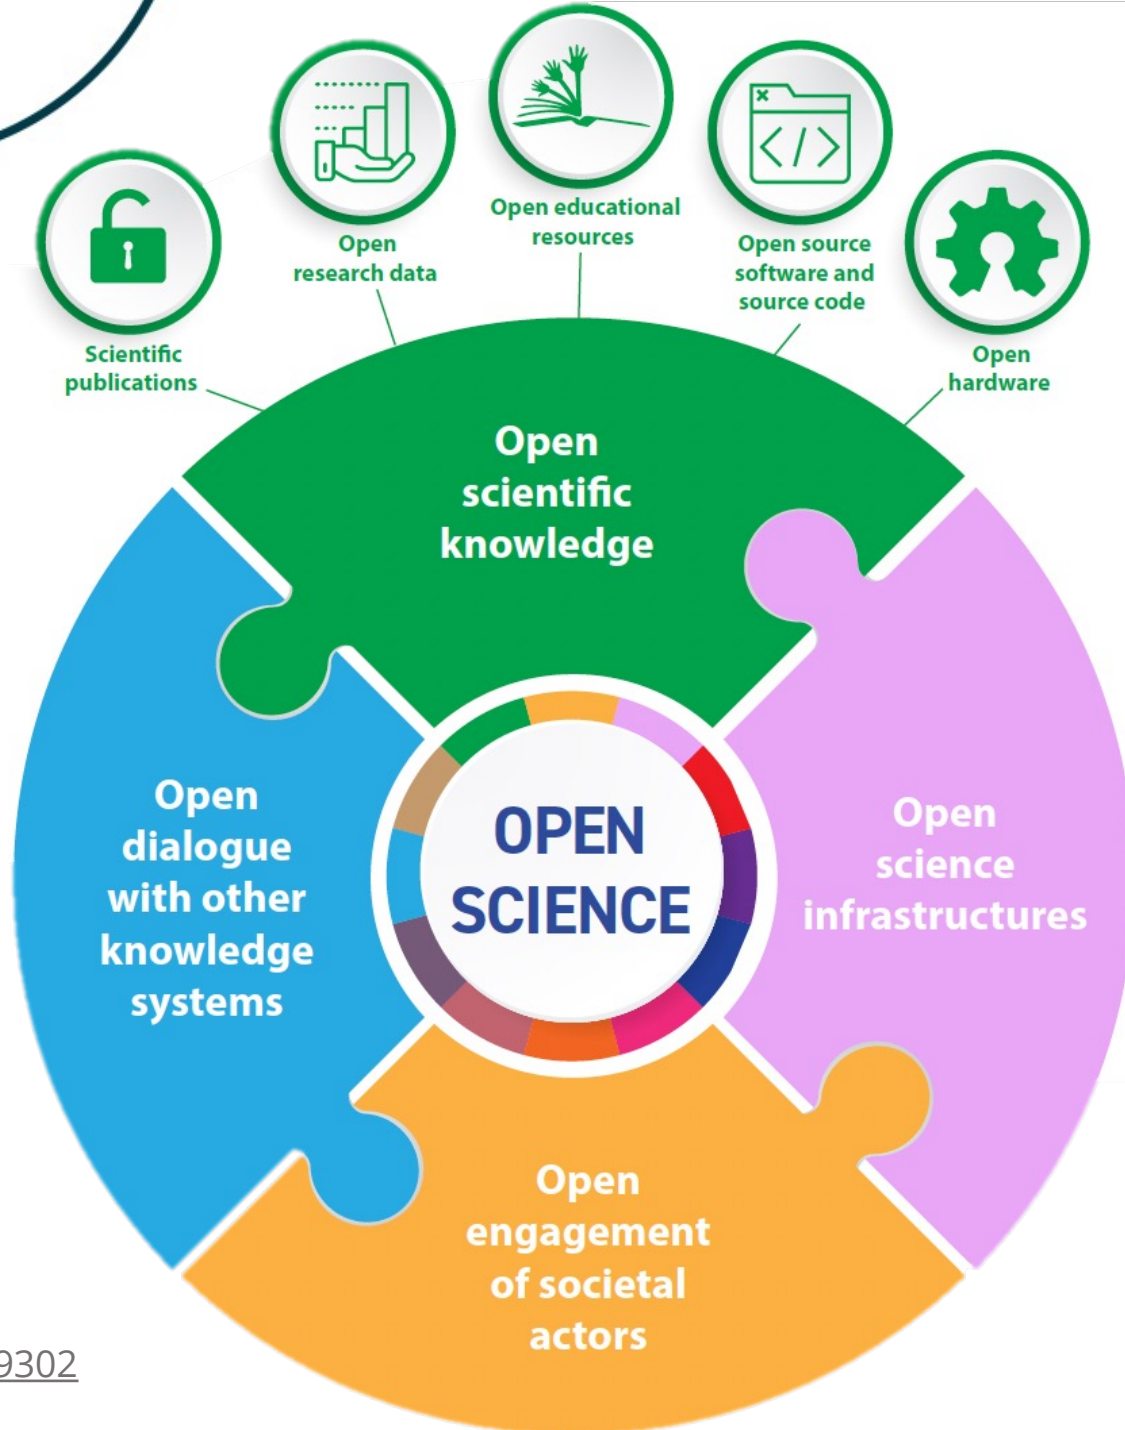 Open educational
resources
Open
research data
Open source
software and
source code
Scientific
publications
Open
hardware
</>
Open
scientific
knowledge
Open
dialogue
with other
knowledge
systems
OPEN
SCIENCE
Open
science
infrastructures
Open
engagement
of societal
actors
9302